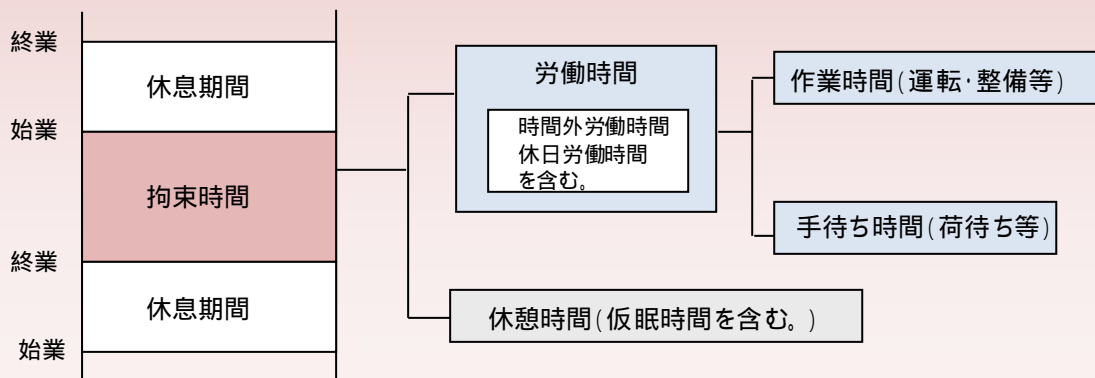 終業
休息期間
始業
拘束時間
終業
休息期間
始業
労働時間
時間外労働時間
休日労働時間
を含む。
作業時間(運転･整備等)
手待ち時間(荷待ち等)
休憩時間(仮眠時間を含む。)